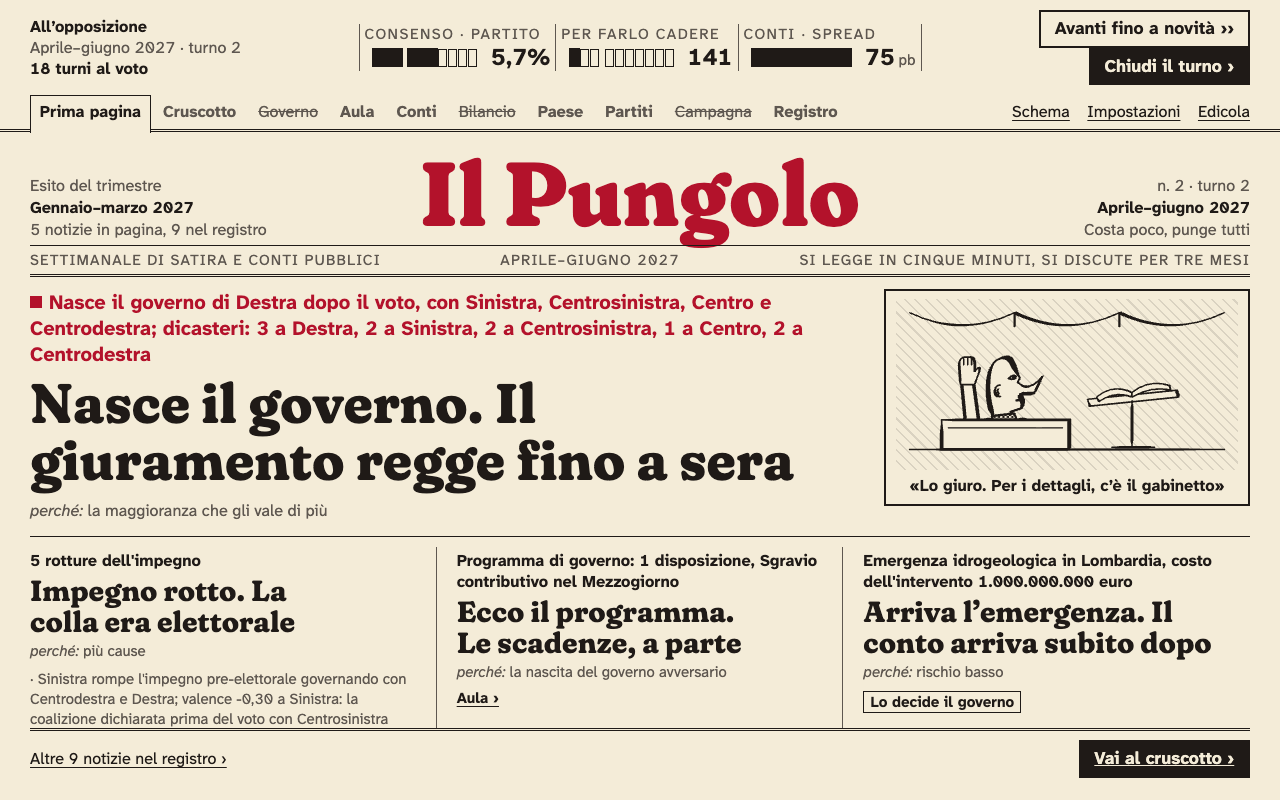 All’opposizione
Aprile–giugno 2027 · turno 2
18 turni al voto
CONSENSO · PARTITO
5,7%
PER FARLO CADERE
141
CONTI · SPREAD
75 pb
Avanti fino a novità ››
Chiudi il turno ›
Prima pagina Cruscotto Governo Aula Conti Bilancio Paese Partiti Campagna Registro Schema Impostazioni Edicola
Esito del trimestre
Gennaio–marzo 2027
5 notizie in pagina, 9 nel registro
Il Pungolo
n. 2 · turno 2
Aprile–giugno 2027
Costa poco, punge tutti
SETTIMANALE DI SATIRA E CONTI PUBBLICI APRILE–GIUGNO 2027 SI LEGGE IN CINQUE MINUTI, SI DISCUTE PER TRE MESI
Nasce il governo di Destra dopo il voto, con Sinistra, Centrosinistra, Centro e
Centrodestra; dicasteri: 3 a Destra, 2 a Sinistra, 2 a Centrosinistra, 1 a Centro, 2 a
Centrodestra
Nasce il governo. Il
giuramento regge fino a sera
perché: la maggioranza che gli vale di più
«Lo giuro. Per i dettagli, c’è il gabinetto»
5 rotture dell'impegno
Impegno rotto. La
colla era elettorale
perché: più cause
· Sinistra rompe l'impegno pre-elettorale governando con
Centrodestra e Destra; valence -0,30 a Sinistra: la
coalizione dichiarata prima del voto con Centrosinistra
Programma di governo: 1 disposizione, Sgravio
contributivo nel Mezzogiorno
Ecco il programma.
Le scadenze, a parte
perché: la nascita del governo avversario
Aula ›
Emergenza idrogeologica in Lombardia, costo
dell'intervento 1.000.000.000 euro
Arriva l’emergenza. Il
conto arriva subito dopo
perché: rischio basso
Lo decide il governo
Altre 9 notizie nel registro ›
Vai al cruscotto ›